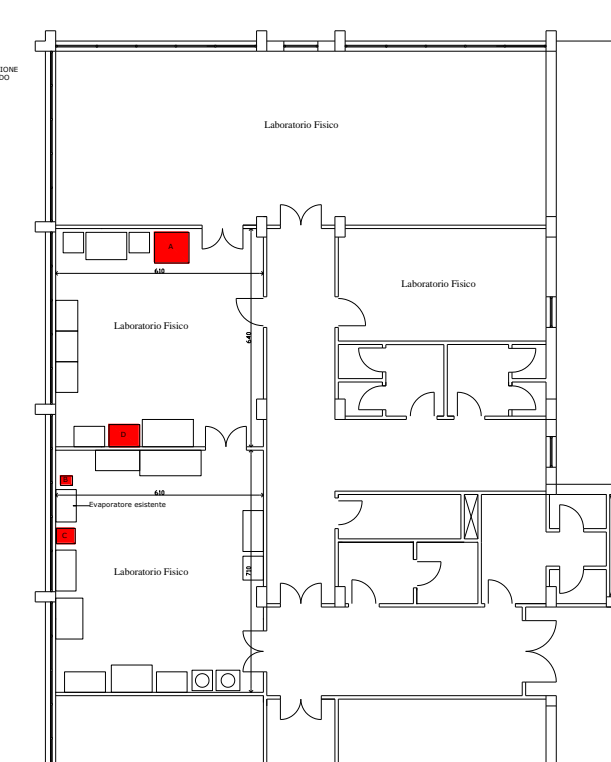 IONE
DO
Laboratorio Fisico
A
610
Laboratorio Fisico
Laboratorio Fisico
640
D
B
610
Evaporatore esistente
C
Laboratorio Fisico
710